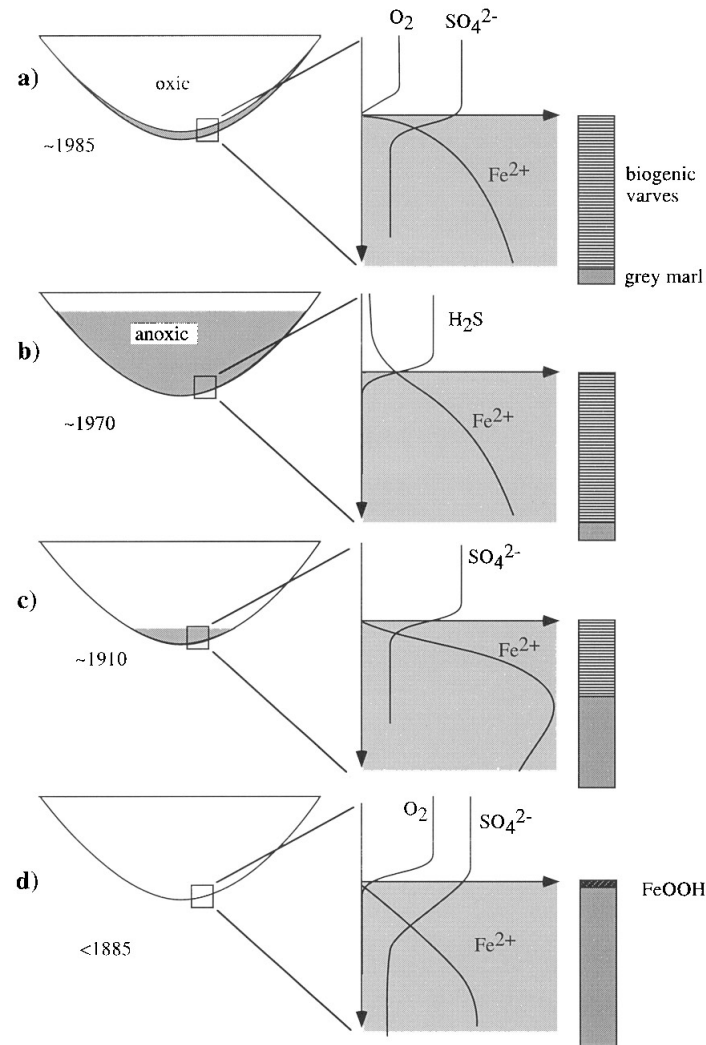 O₂ SO₄²⁻
a)
oxic
~1985
Fe²⁺
biogenic
varves
grey marl
b)
anoxic
H₂S
~1970
Fe²⁺
c)
SO₄²⁻
~1910
Fe²⁺
d)
O₂ SO₄²⁻
FeOOH
<1885
Fe²⁺